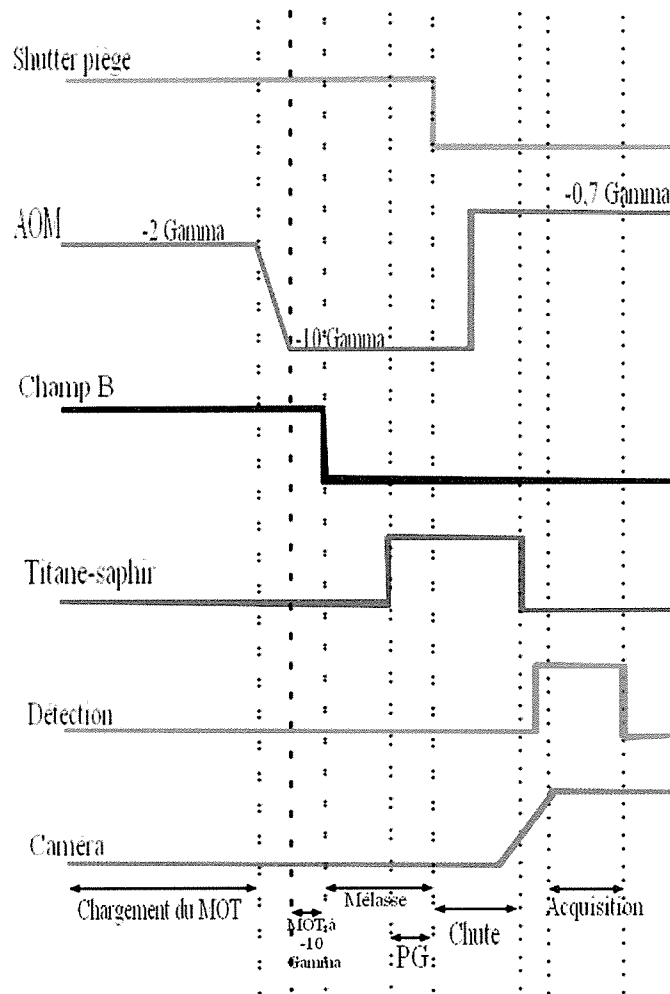 Shutter piège
-0,7 Gamma
AOM
-2 Gamma
-10 Gamma
Champ B
Titane-saphir
Détection
Caméra
Chargement du MOT
MOT à
-10
Gamma
Mélasse
PG
Chute
Acquisition